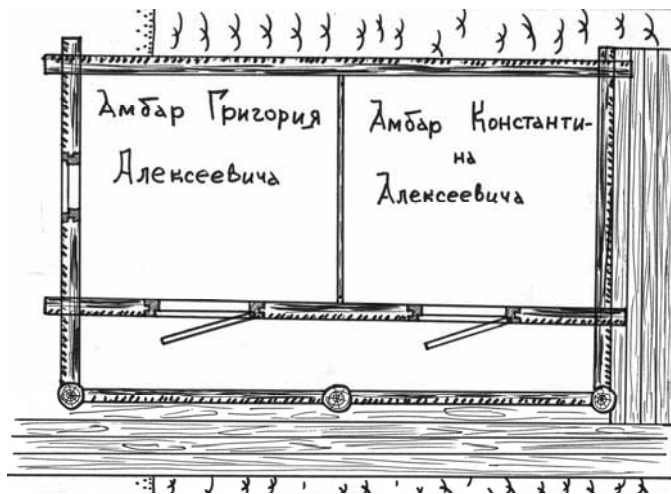 Амбар Григория
Алексеевича
Амбар Константи-
на
Алексеевича